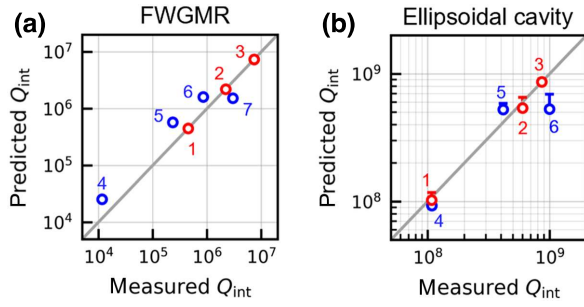 (a) FWGMR
10^7
10^6
10^5
10^4
Predicted Q_int
1
2
3
4
5
6
7
10^4 10^5 10^6 10^7
Measured Q_int
(b) Ellipsoidal cavity
10^9
10^8
Predicted Q_int
1
2
3
4
5
6
10^8 10^9
Measured Q_int